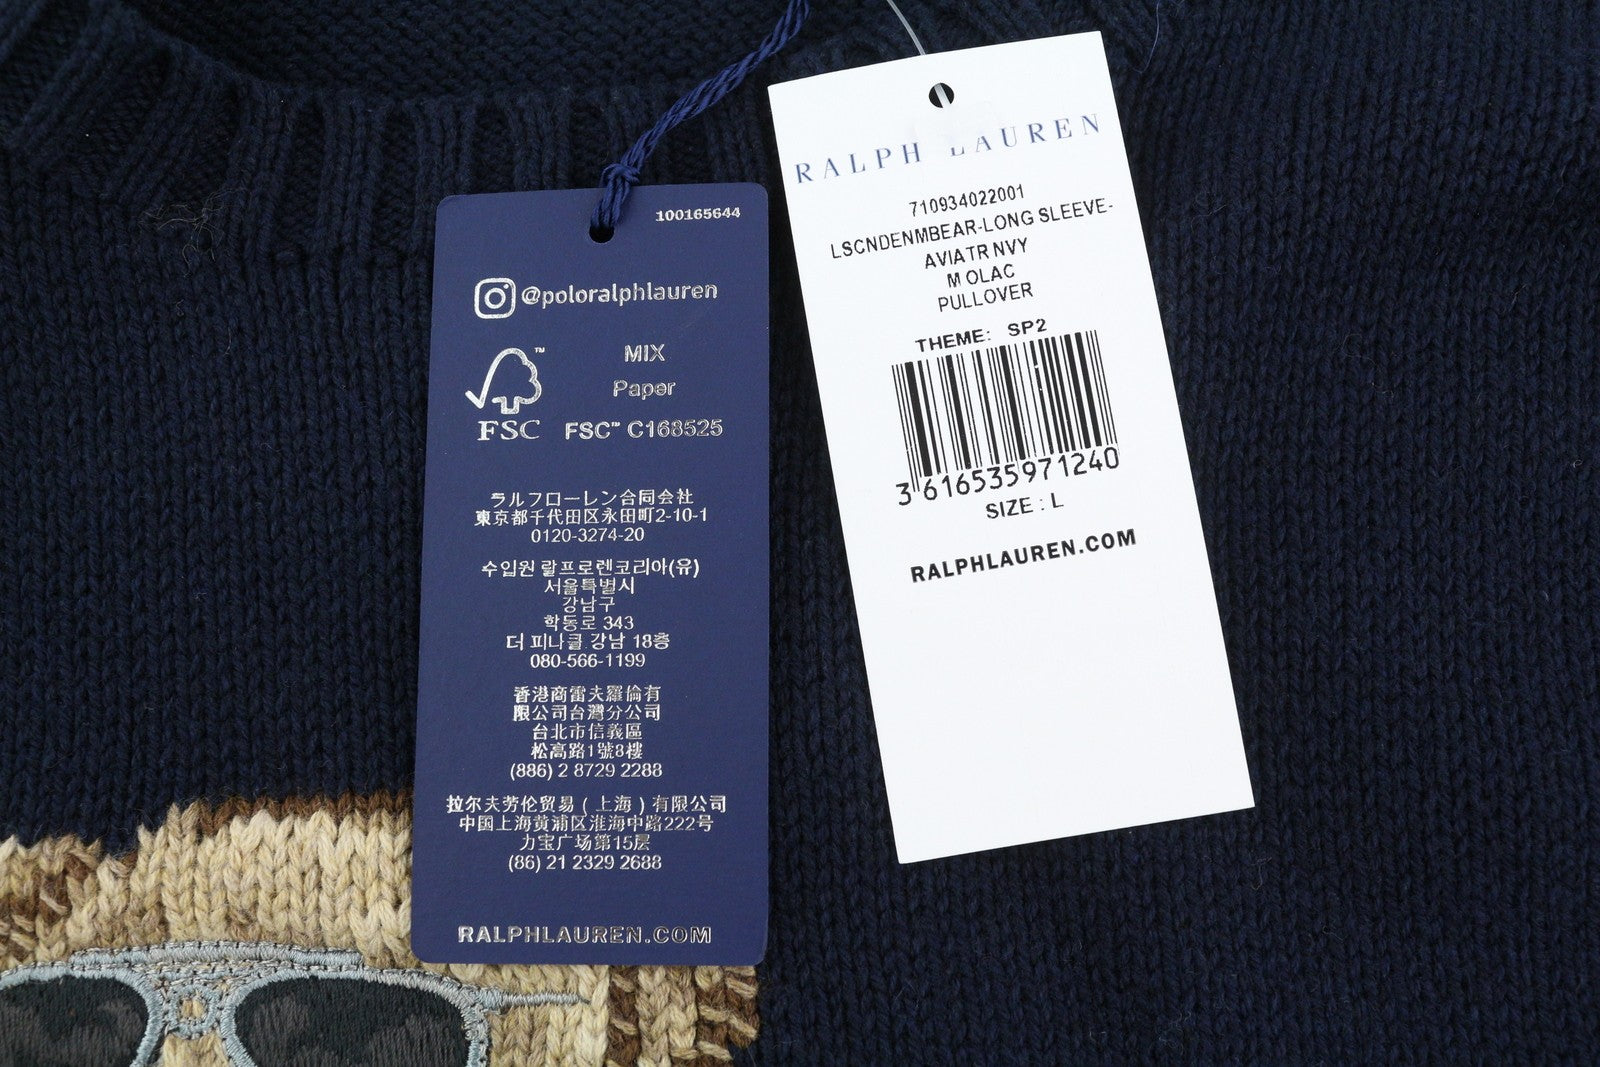 100165644
@poloralphlauren
MIX
Paper
FSC
FSC™ C168525
ラルフローレン合同会社
東京都千代田区永田町2-10-1
0120-3274-20
수입원 랄프로렌코리아(유)
서울특별시
강남구
학동로 343
더 피나클 강남 18층
080-566-1199
香港商雷夫羅倫有
限公司台灣分公司
台北市信義區
松高路1號8樓
(886) 2 8729 2288
拉尔夫劳伦贸易（上海）有限公司
中国上海黄浦区淮海中路222号
力宝广场第15层
(86) 21 2329 2688
RALPHLAUREN.COM
RALPH LAUREN
710934022001
LSCNDENMBEAR-LONG SLEEVE-
AVIATR NVY
M OLAC
PULLOVER
THEME: SP2
3 616535 971240
SIZE : L
RALPHLAUREN.COM